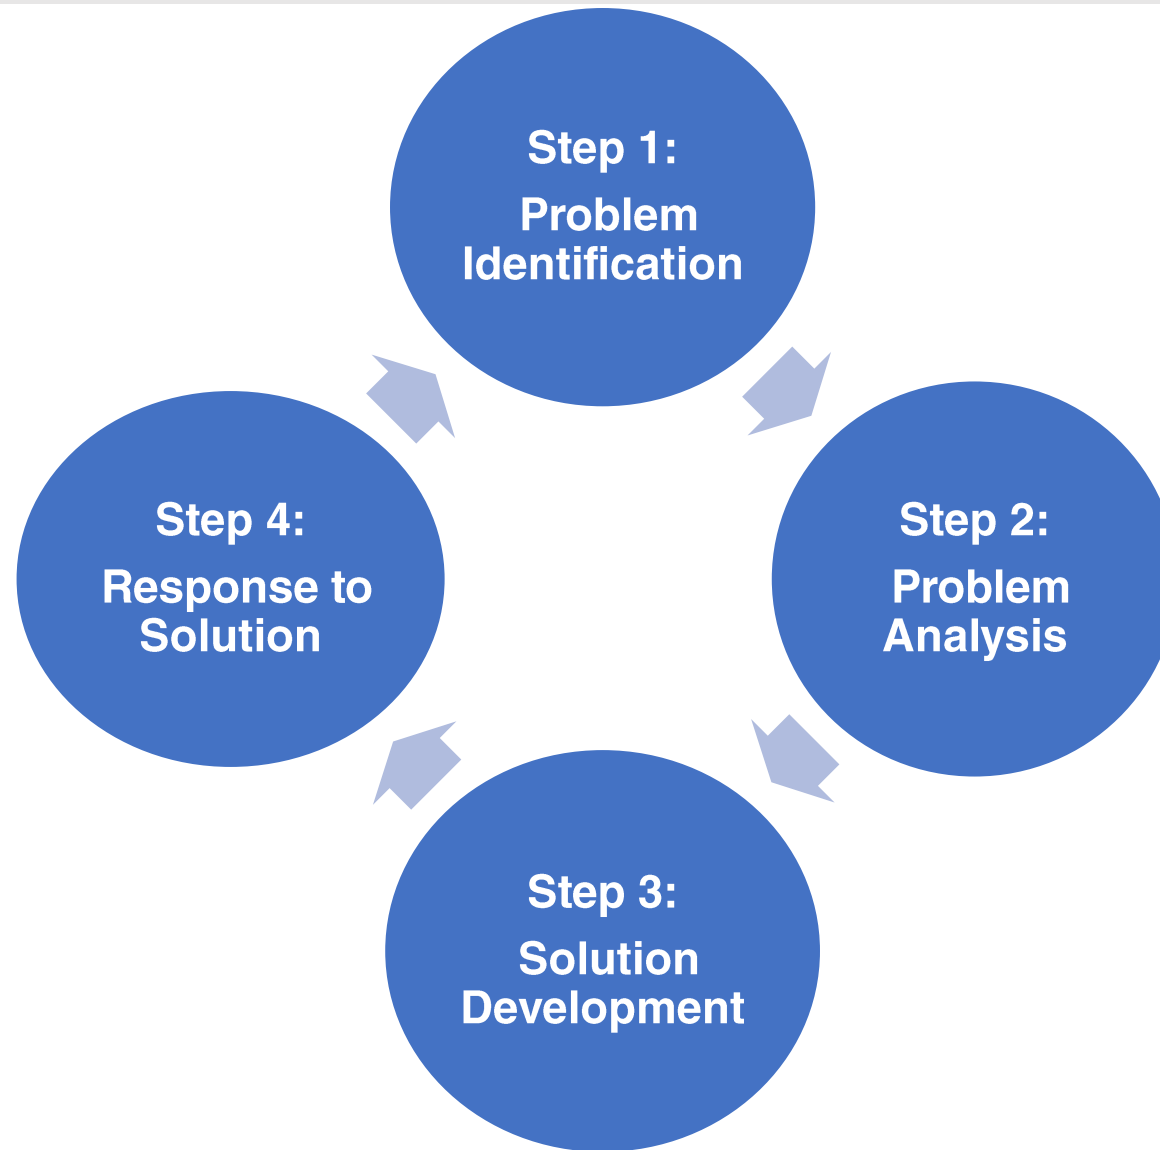 Step 1:
Problem
Identification
Step 2:
Problem
Analysis
Step 3:
Solution
Development
Step 4:
Response to
Solution